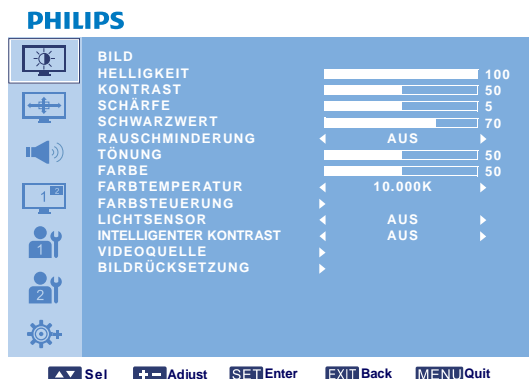 PHILIPS
BILD
HELLIGKEIT 100
KONTRAST 50
SCHÄRFE 5
SCHWARZWERT 70
RAUSCHMINDERUNG AUS
TÖNUNG 50
FARBE 50
FARBTEMPERATUR 10.000K
FARBSTEUERUNG
LICHTSENSOR AUS
INTELLIGENTER KONTRAST AUS
VIDEOQUELLE
BILDRÜCKSETZUNG
1 2
1
2
Sel Adjust SET Enter EXIT Back MENU Quit